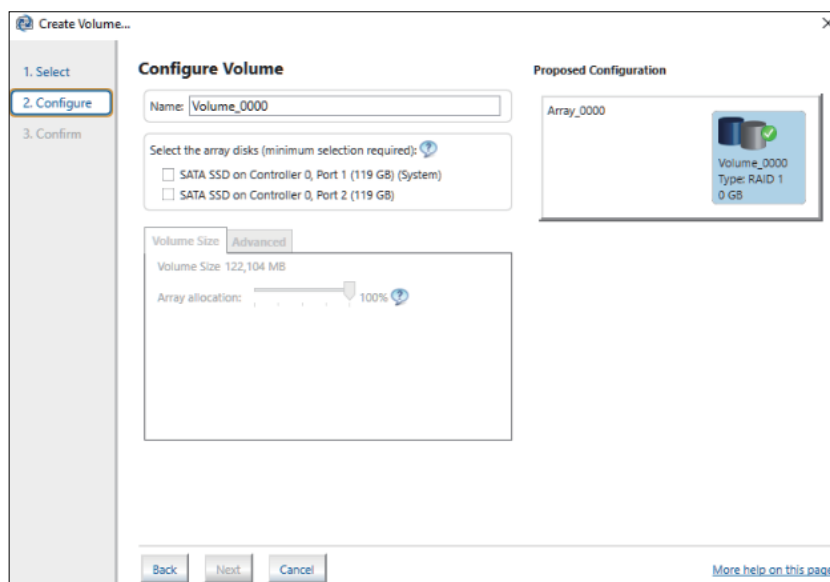 Create Volume...
1. Select
2. Configure
3. Confirm
Configure Volume
Name: Volume_0000
Select the array disks (minimum selection required):
SATA SSD on Controller 0, Port 1 (119 GB) (System)
SATA SSD on Controller 0, Port 2 (119 GB)
Volume Size Advanced
Volume Size 122,104 MB
Array allocation: 100%
Proposed Configuration
Array_0000
Volume_0000
Type: RAID 1
0 GB
Back Next Cancel
More help on this page